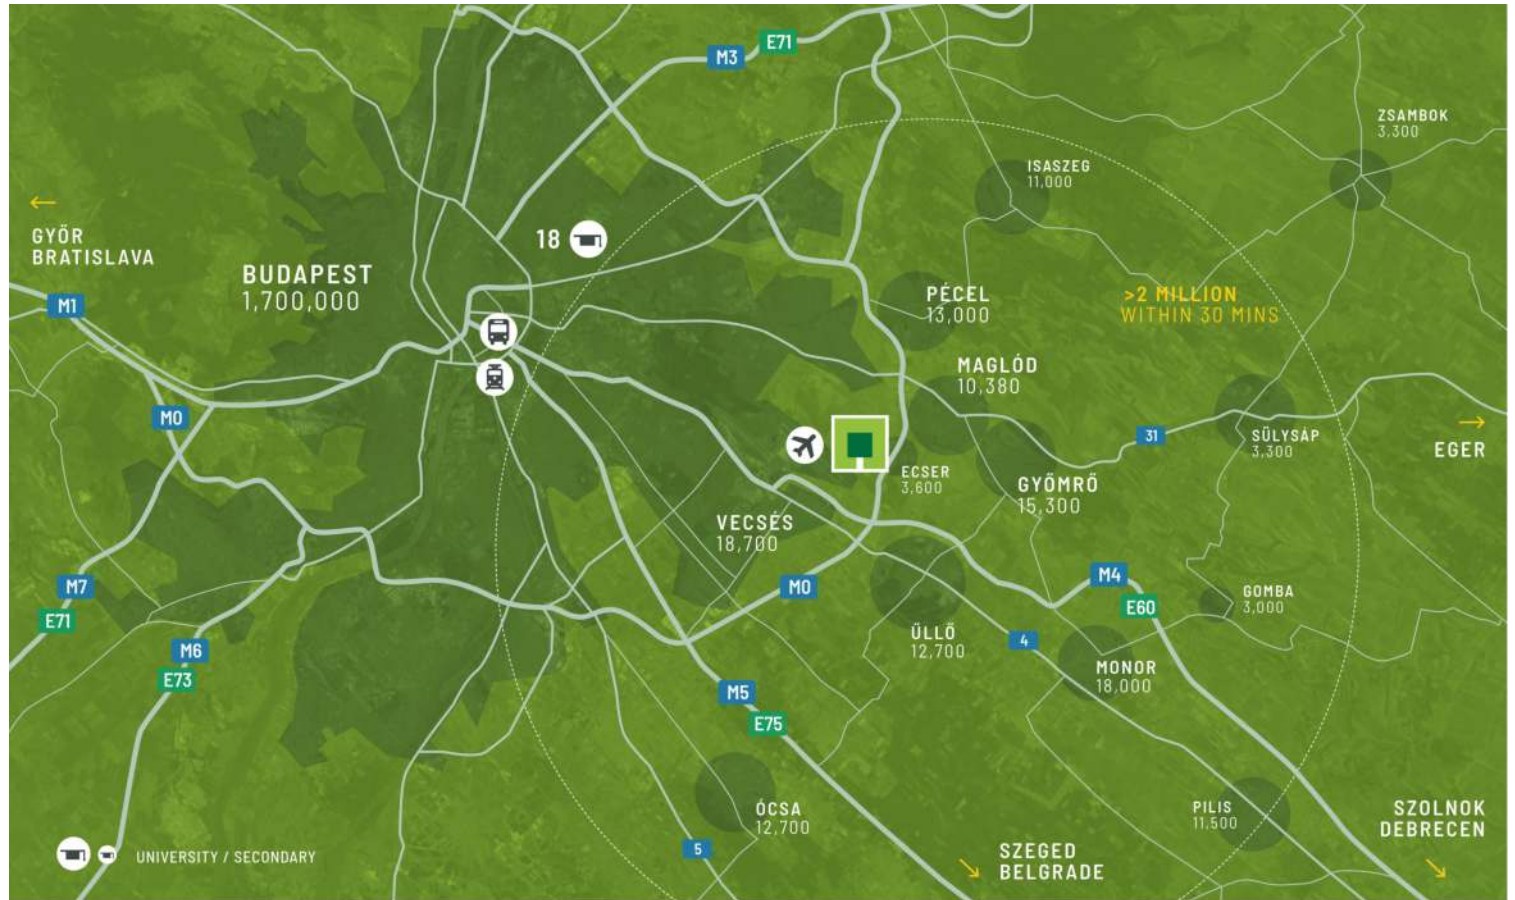 M3
E71
ZSAMBOK
3,300
ISASZEG
11,000
GYŐR
BRATISLAVA
18
BUDAPEST
1,700,000
M1
PÉCEL
13,000
>2 MILLION
WITHIN 30 MINS
MAGLÓD
10,380
M0
31
SÜLYSÁP
3,300
EGER
ECSER
3,600
GYŐMRŐ
15,300
VECSÉS
18,700
M7
E71
M0
M4
E60
GOMBA
3,000
M6
E73
ÜLLŐ
12,700
4
MONOR
18,000
M5
E75
ÓCSA
12,700
PILIS
11,500
SZOLNOK
DEBRECEN
5
SZEGED
BELGRADE
UNIVERSITY / SECONDARY